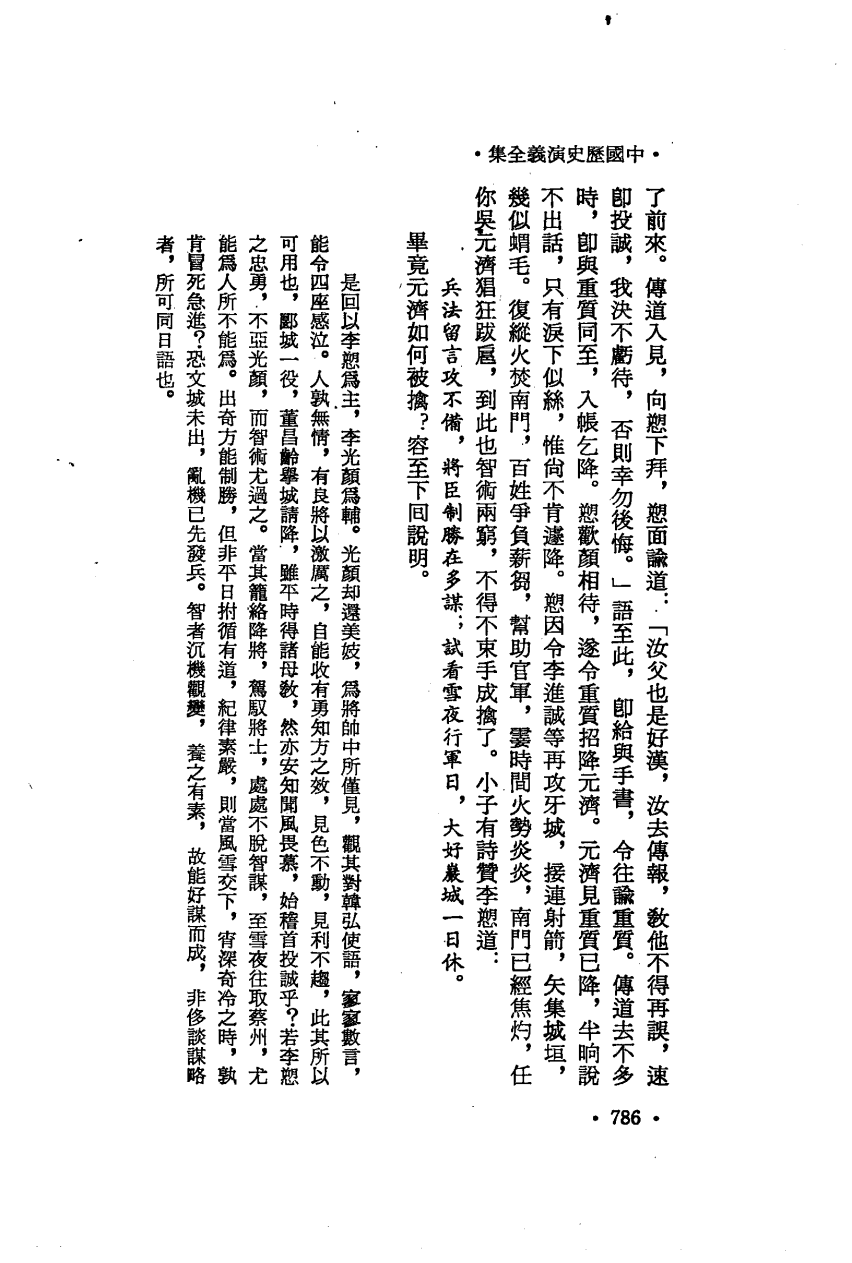 •中國歷史演義全集•
了前來。傳道入見，向愬下拜，愬面諭道：「汝父也是好漢，汝去傳報，教他不得再誤，速
卽投誠，我決不虧待，否則幸勿後悔。」語至此，卽給與手書，令往諭重質。傳道去不多
時，卽與重質同至，入帳乞降。愬歡顏相待，遂令重質招降元濟。元濟見重質已降，半晌說
不出話，只有淚下似絲，惟尙不肯遽降。愬因令李進誠等再攻牙城，接連射箭，矢集城垣，
幾似蝟毛。復縱火焚南門，百姓爭負薪芻，幫助官軍，霎時間火勢炎炎，南門已經焦灼，任
你吳元濟猖狂跋扈，到此也智術兩窮，不得不束手成擒了。小子有詩贊李愬道：
兵法留言攻不備，將臣制勝在多謀；試看雪夜行軍日，大好巖城一日休。
畢竟元濟如何被擒？容至下回說明。
是回以李愬爲主，李光顏爲輔。光顏却還美妓，爲將帥中所僅見，觀其對韓弘使語，寥寥數言，
能令四座感泣。人孰無情，有良將以激厲之，自能收有勇知方之效，見色不動，見利不趨，此其所以
可用也，郾城一役，董昌齡舉城請降，雖平時得諸母敎，然亦安知聞風畏慕，始稽首投誠乎？若李愬
之忠勇，不亞光顏，而智術尤過之。當其籠絡降將，駕馭將士，處處不脫智謀，至雪夜往取蔡州，尤
能爲人所不能爲。出奇方能制勝，但非平日拊循有道，紀律素嚴，則當風雪交下，宵深奇冷之時，孰
肯冒死急進？恐文城未出，亂機已先發兵。智者沉機觀變，養之有素，故能好謀而成，非侈談謀略
者，所可同日語也。
•786•